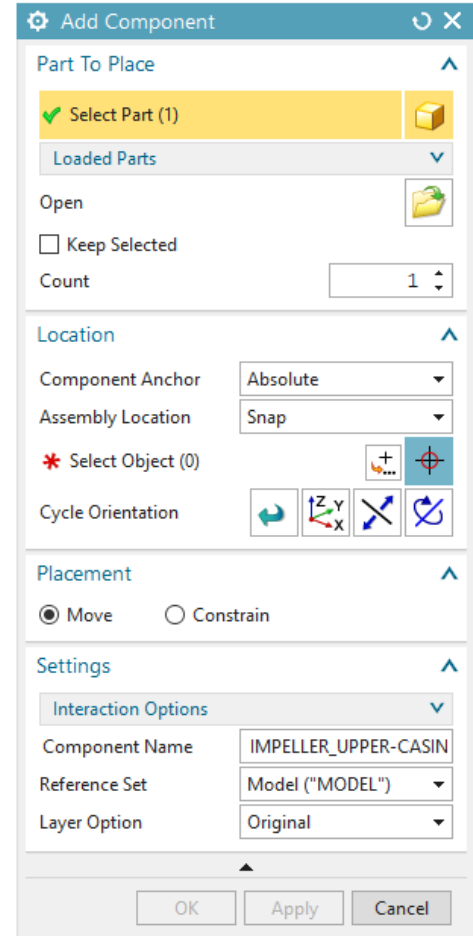 Add Component
Part To Place
Select Part (1)
Loaded Parts
Open
Keep Selected
Count 1
Location
Component Anchor Absolute
Assembly Location Snap
* Select Object (0)
Cycle Orientation Z Y X
Placement
Move Constrain
Settings
Interaction Options
Component Name IMPELLER_UPPER-CASIN
Reference Set Model ("MODEL")
Layer Option Original
OK Apply Cancel